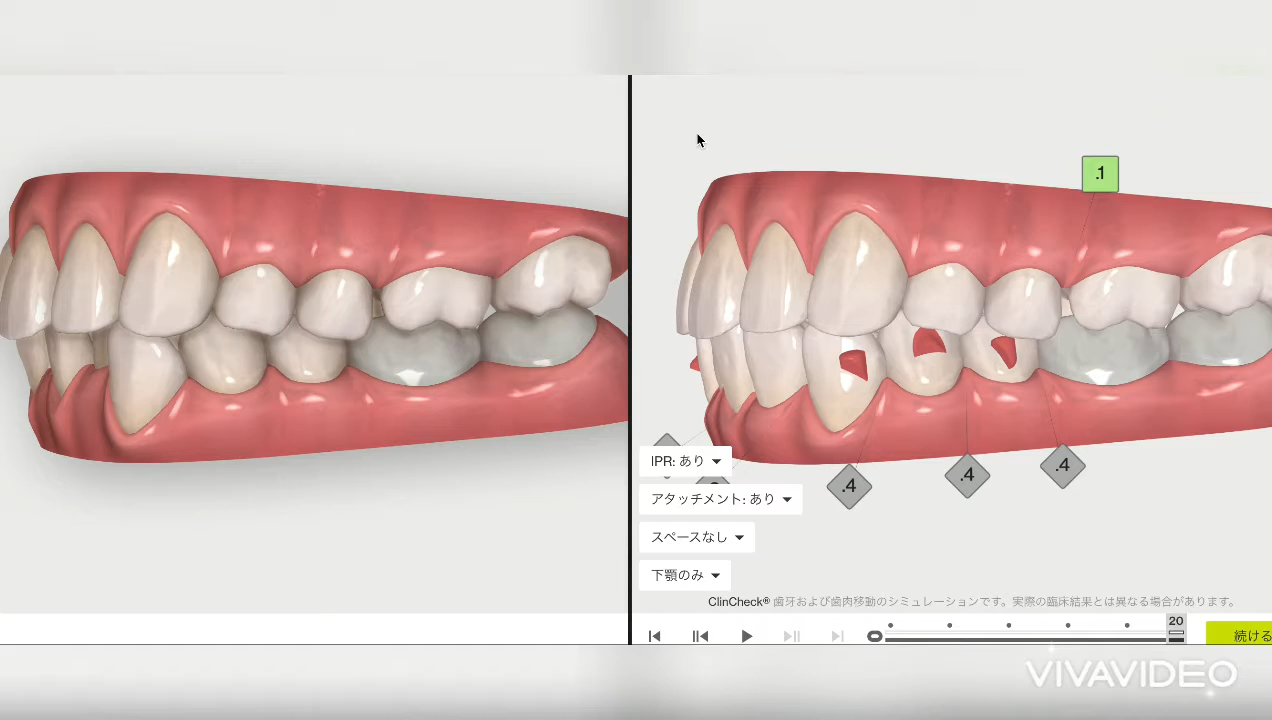 .1
IPR: あり
.4
.4
.4
アタッチメント: あり
スペースなし
下顎のみ
ClinCheck® 歯牙および歯肉移動のシミュレーションです。実際の臨床結果とは異なる場合があります。
20
続ける
VIVAVIDEO